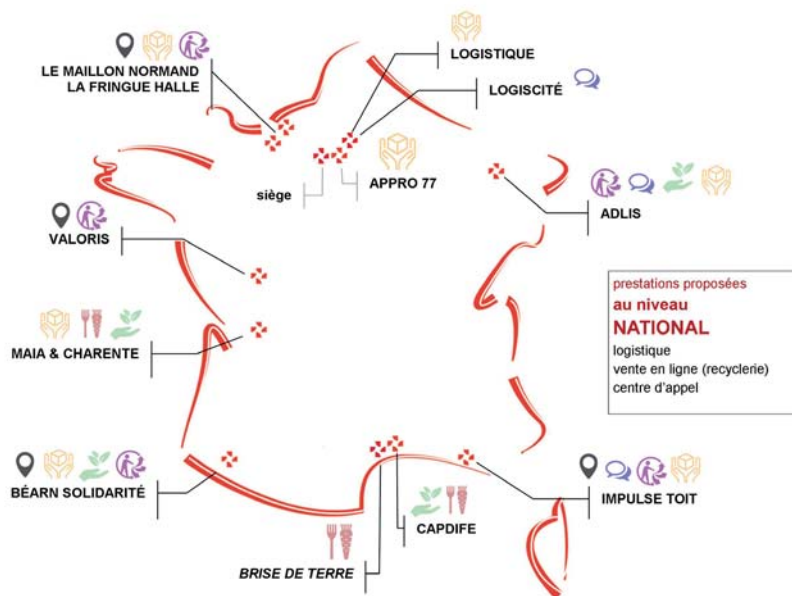 LE MAILLON NORMAND
LA FRINGUE HALLE
LOGISTIQUE
LOGISCITÉ
siège
APPRO 77
ADLIS
VALORIS
prestations proposées
au niveau
NATIONAL
logistique
vente en ligne (recyclerie)
centre d'appel
MAIA & CHARENTE
BÉARN SOLIDARITÉ
IMPULSE TOIT
CAPDIFE
BRISE DE TERRE